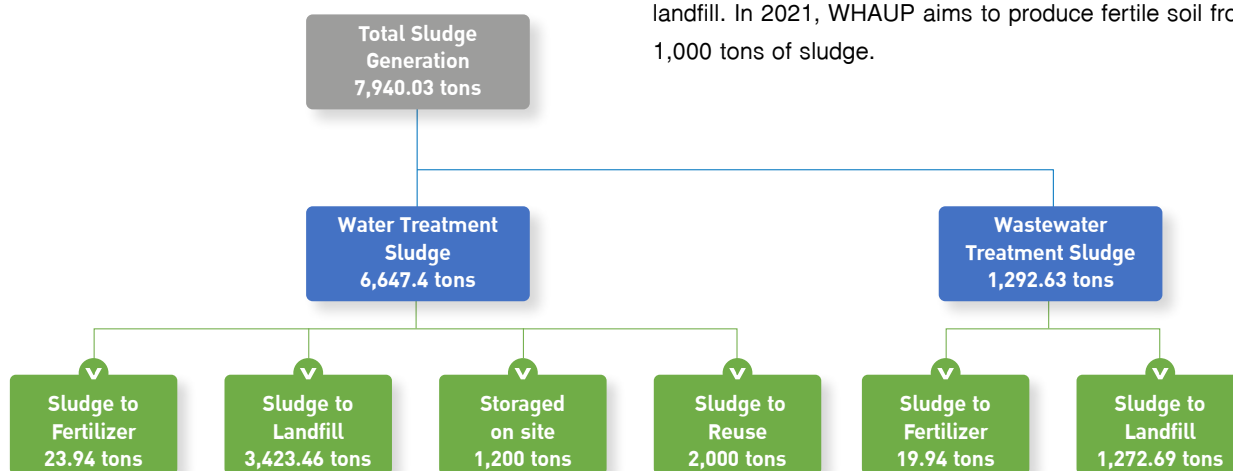 landfill. In 2021, WHAUP aims to produce fertile soil
1,000 tons of sludge.
Total Sludge
Generation
7,940.03 tons
Water Treatment
Sludge
6,647.4 tons
Wastewater
Treatment Sludge
1,292.63 tons
Sludge to
Fertilizer
23.94 tons
Sludge to
Landfill
3,423.46 tons
Storaged
on site
1,200 tons
Sludge to
Reuse
2,000 tons
Sludge to
Fertilizer
19.94 tons
Sludge to
Landfill
1,272.69 tons